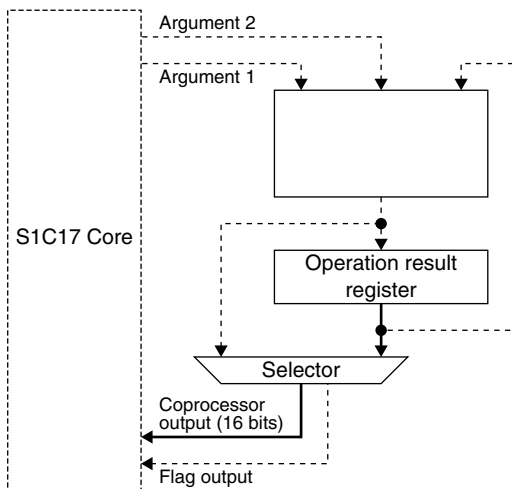 Argument 2
Argument 1
S1C17 Core
Operation result
register
Selector
Coprocessor
output (16 bits)
Flag output